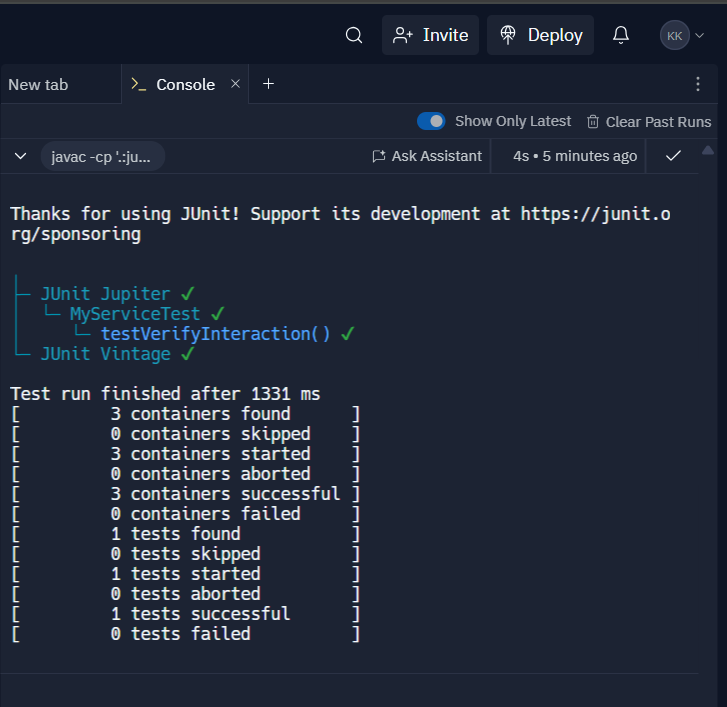 Invite
Deploy
KK
New tab
Console
Show Only Latest
Clear Past Runs
javac -cp '.:ju...
Ask Assistant
4s • 5 minutes ago
Thanks for using JUnit! Support its development at https://junit.o
rg/sponsoring
├─ JUnit Jupiter ✔
│  └─ MyServiceTest ✔
│     └─ testVerifyInteraction() ✔
└─ JUnit Vintage ✔
Test run finished after 1331 ms
[         3 containers found      ]
[         0 containers skipped    ]
[         3 containers started    ]
[         0 containers aborted    ]
[         3 containers successful ]
[         0 containers failed     ]
[         1 tests found           ]
[         0 tests skipped         ]
[         1 tests started         ]
[         0 tests aborted         ]
[         1 tests successful      ]
[         0 tests failed          ]